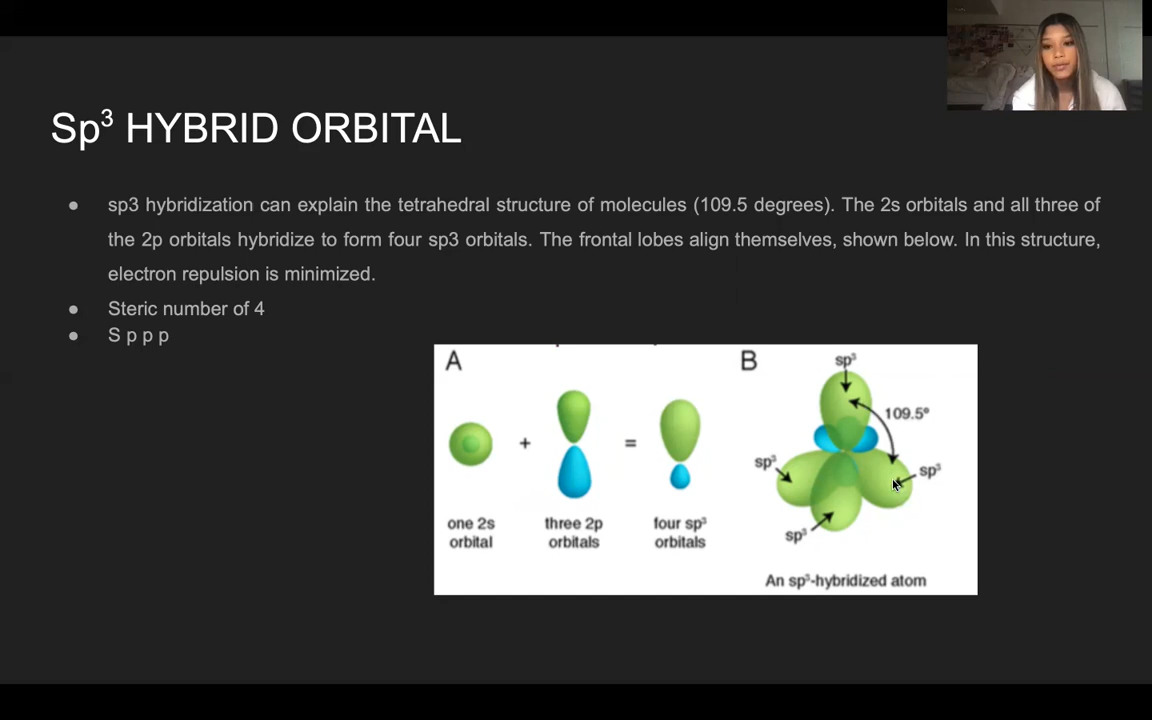 Sp³ HYBRID ORBITAL
● sp3 hybridization can explain the tetrahedral structure of molecules (109.5 degrees). The 2s orbitals and all three of
the 2p orbitals hybridize to form four sp3 orbitals. The frontal lobes align themselves, shown below. In this structure,
electron repulsion is minimized.
● Steric number of 4
● S p p p
A
+
=
one 2s
orbital
three 2p
orbitals
four sp³
orbitals
B
sp³
109.5º
sp³
sp³
sp³
An sp³-hybridized atom